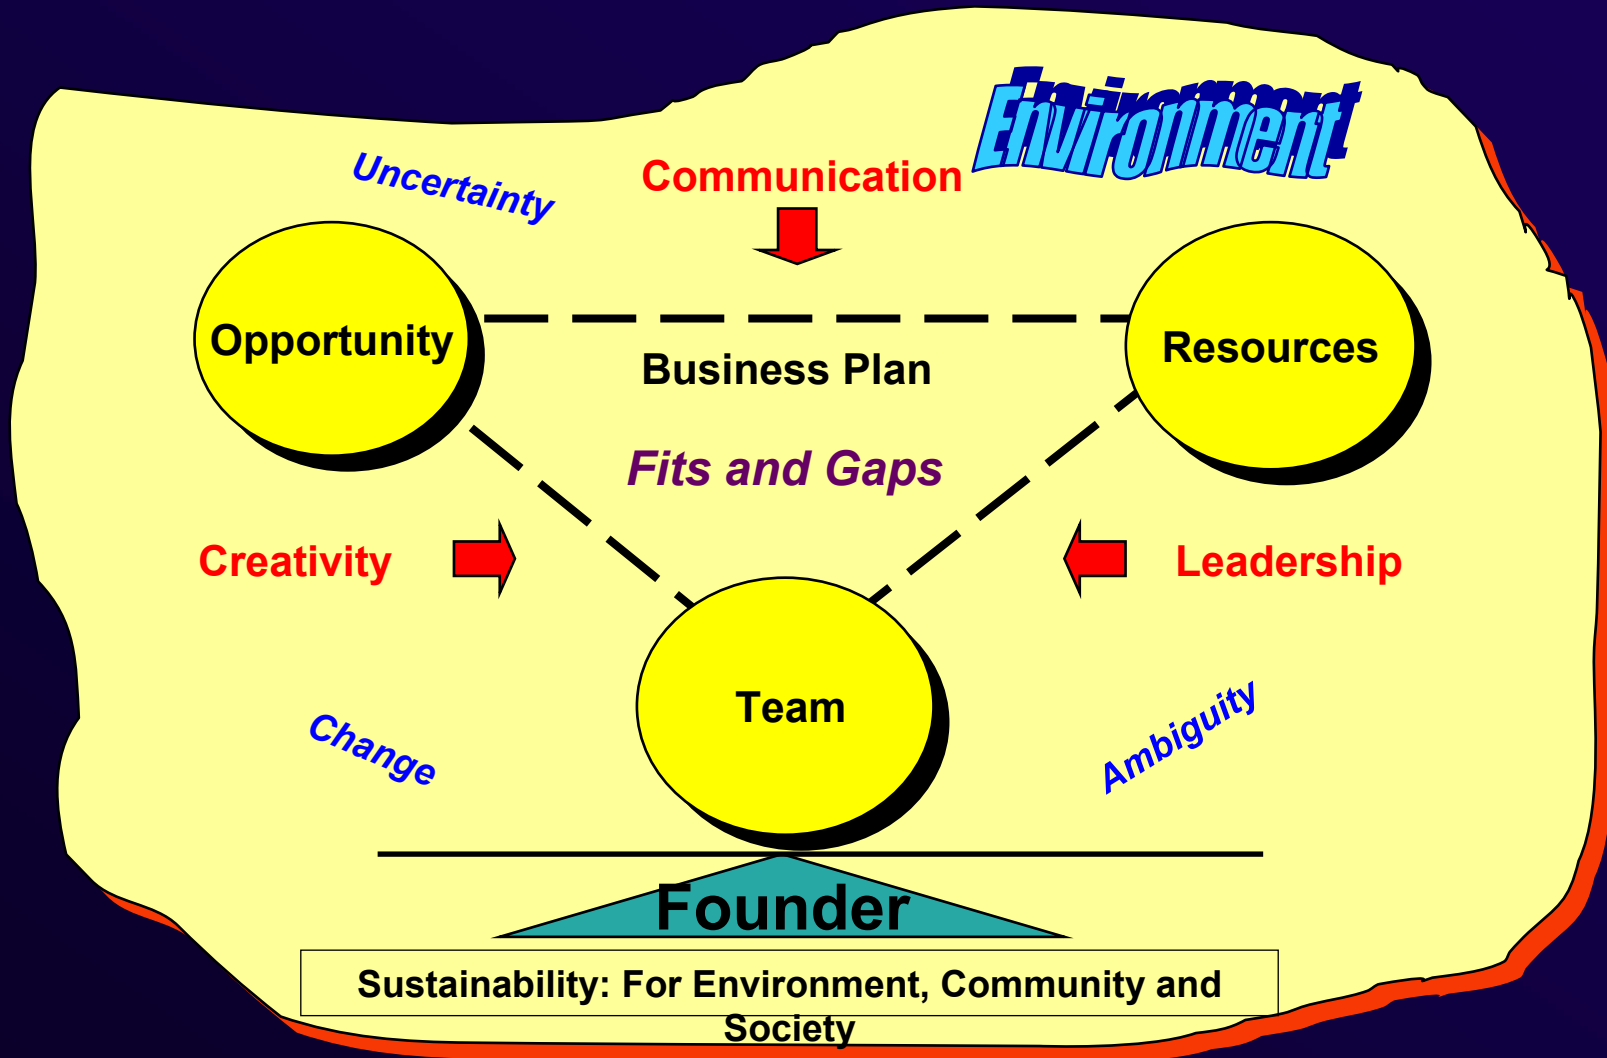 Environment
Uncertainty
Communication
Opportunity
Resources
Business Plan
Fits and Gaps
Creativity
Leadership
Team
Change
Ambiguity
Founder
Sustainability: For Environment, Community and
Society